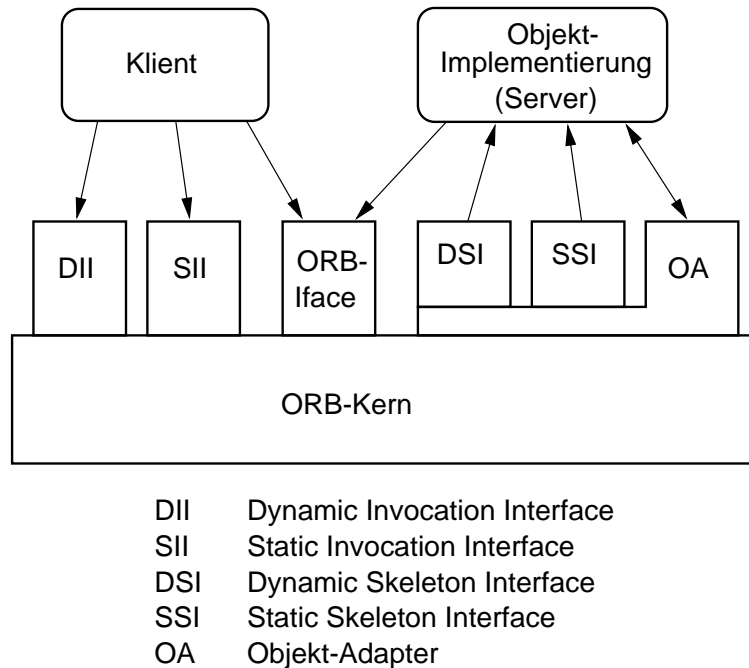 Klient
Objekt-
Implementierung
(Server)
DII
SII
ORB-
Iface
DSI
SSI
OA
ORB-Kern
DII Dynamic Invocation Interface
SII Static Invocation Interface
DSI Dynamic Skeleton Interface
SSI Static Skeleton Interface
OA Objekt-Adapter